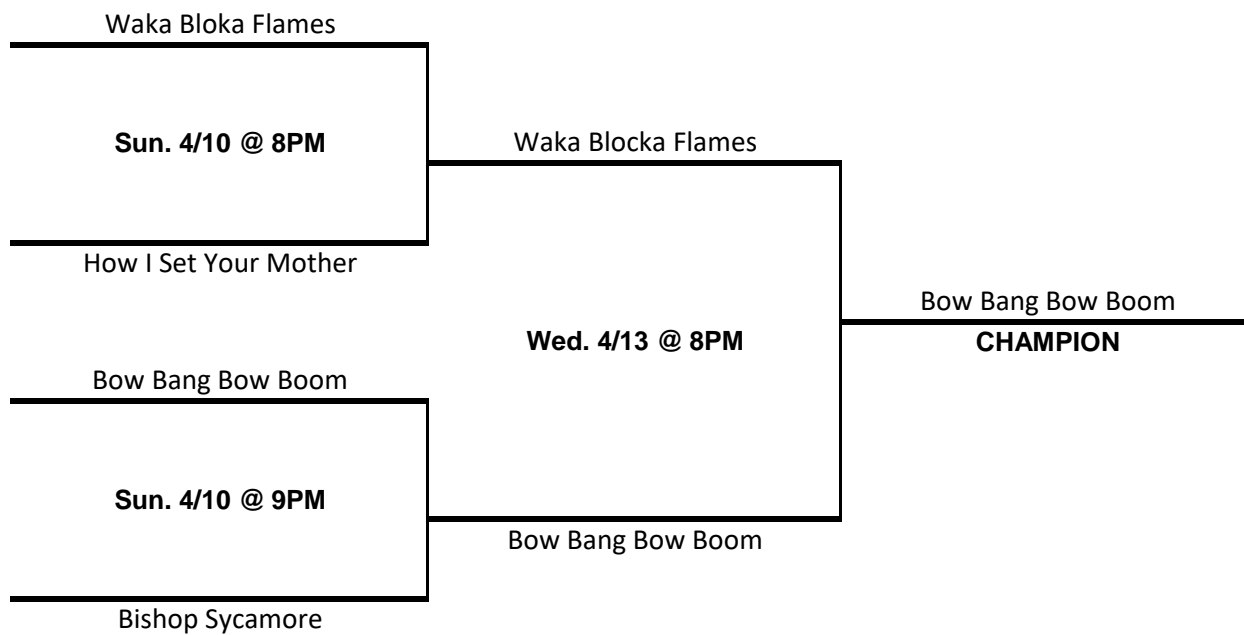 Waka Bloka Flames
Sun. 4/10 @ 8PM
Waka Blocka Flames
How I Set Your Mother
Bow Bang Bow Boom
Wed. 4/13 @ 8PM
CHAMPION
Bow Bang Bow Boom
Sun. 4/10 @ 9PM
Bow Bang Bow Boom
Bishop Sycamore